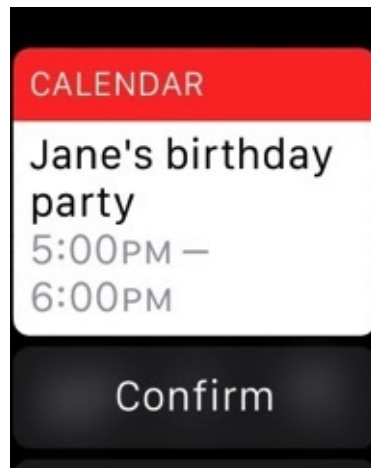 CALENDAR
Jane's birthday
party
5:00PM –
6:00PM
Confirm